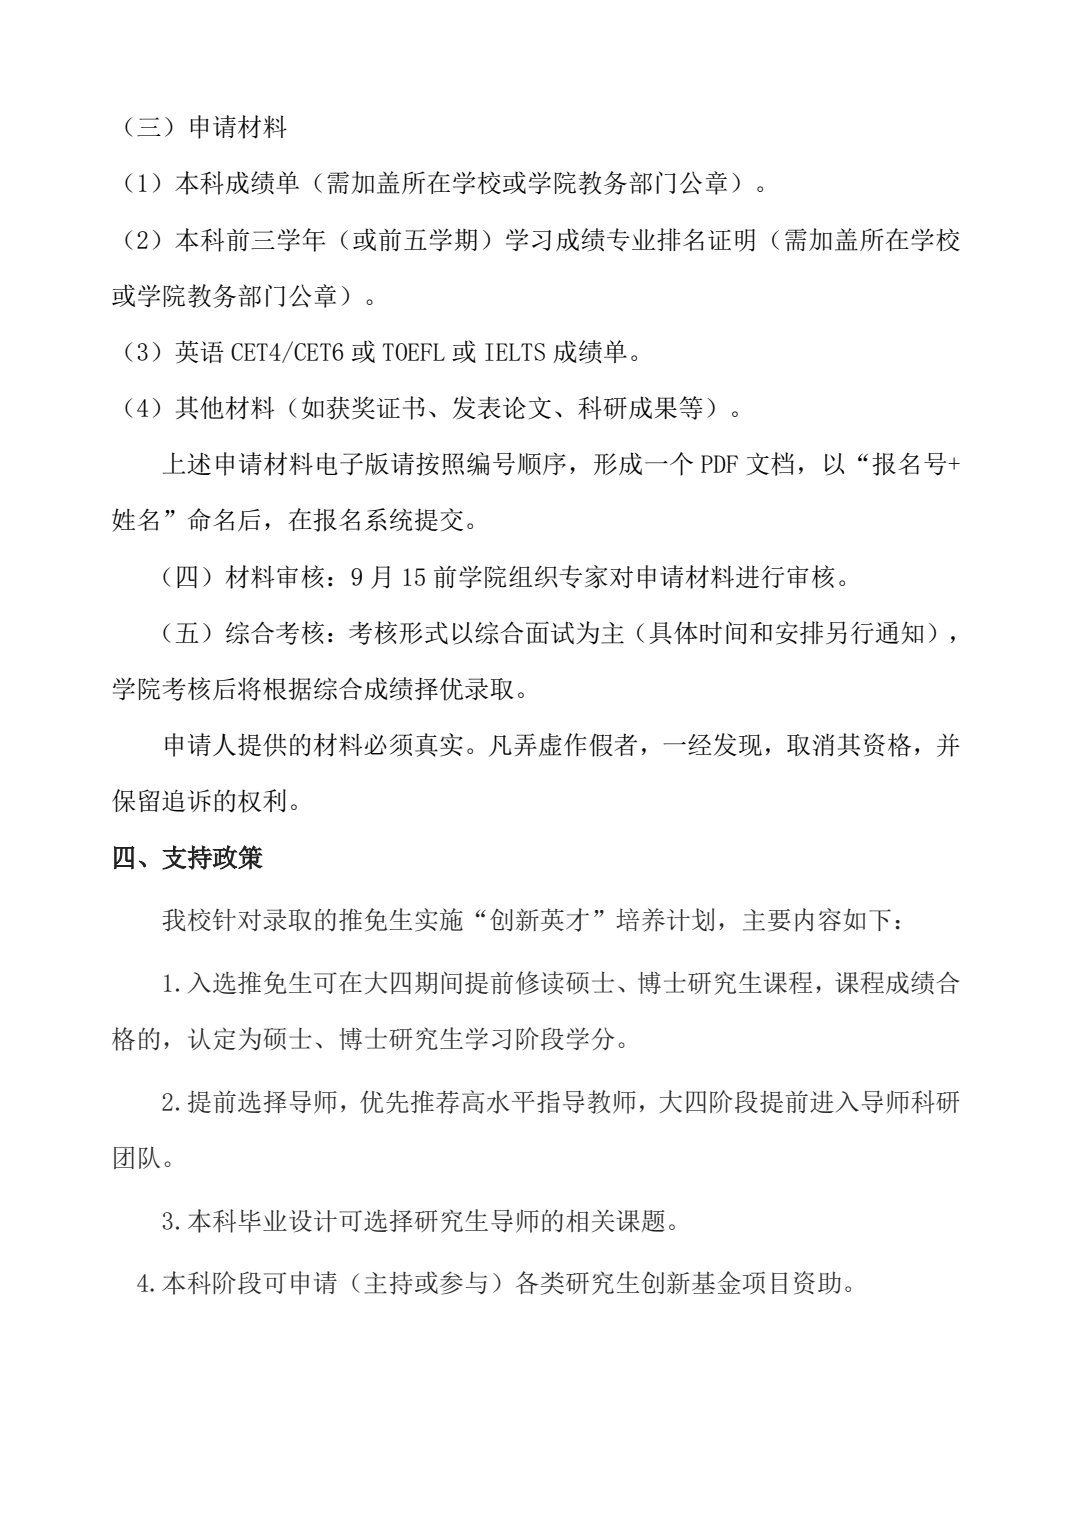 （三）申请材料
（1）本科成绩单（需加盖所在学校或学院教务部门公章）。
（2）本科前三学年（或前五学期）学习成绩专业排名证明（需加盖所在学校
或学院教务部门公章）。
（3）英语 CET4/CET6 或 TOEFL 或 IELTS 成绩单。
（4）其他材料（如获奖证书、发表论文、科研成果等）。
上述申请材料电子版请按照编号顺序，形成一个 PDF 文档，以“报名号+
姓名”命名后，在报名系统提交。
（四）材料审核：9 月 15 前学院组织专家对申请材料进行审核。
（五）综合考核：考核形式以综合面试为主（具体时间和安排另行通知），
学院考核后将根据综合成绩择优录取。
申请人提供的材料必须真实。凡弄虚作假者，一经发现，取消其资格，并
保留追诉的权利。
四、支持政策
我校针对录取的推免生实施“创新英才”培养计划，主要内容如下：
1.入选推免生可在大四期间提前修读硕士、博士研究生课程，课程成绩合
格的，认定为硕士、博士研究生学习阶段学分。
2.提前选择导师，优先推荐高水平指导教师，大四阶段提前进入导师科研
团队。
3.本科毕业设计可选择研究生导师的相关课题。
4.本科阶段可申请（主持或参与）各类研究生创新基金项目资助。